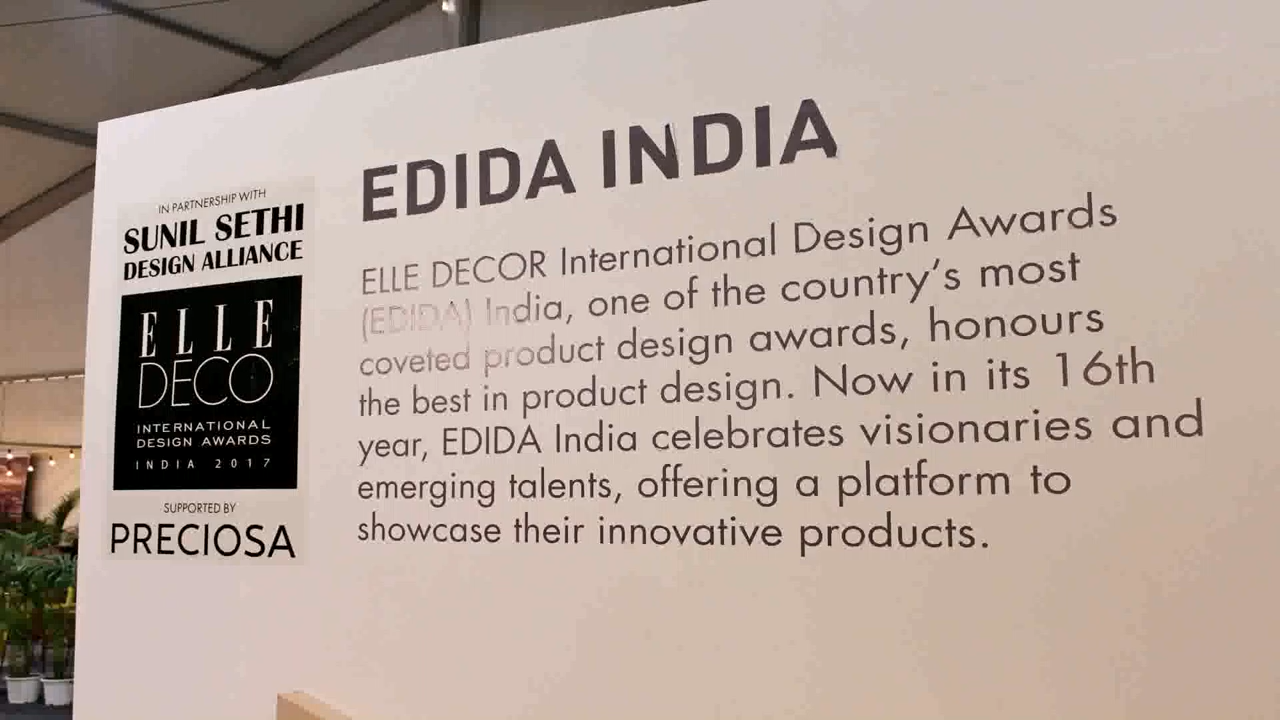 IN PARTNERSHIP WITH
SUNIL SETHI
DESIGN ALLIANCE
ELLE
DECO
INTERNATIONAL
DESIGN AWARDS
INDIA 2017
SUPPORTED BY
PRECIOSA
EDIDA INDIA
ELLE DECOR International Design Awards
(EDIDA) India, one of the country's most
coveted product design awards, honours
the best in product design. Now in its 16th
year, EDIDA India celebrates visionaries and
emerging talents, offering a platform to
showcase their innovative products.